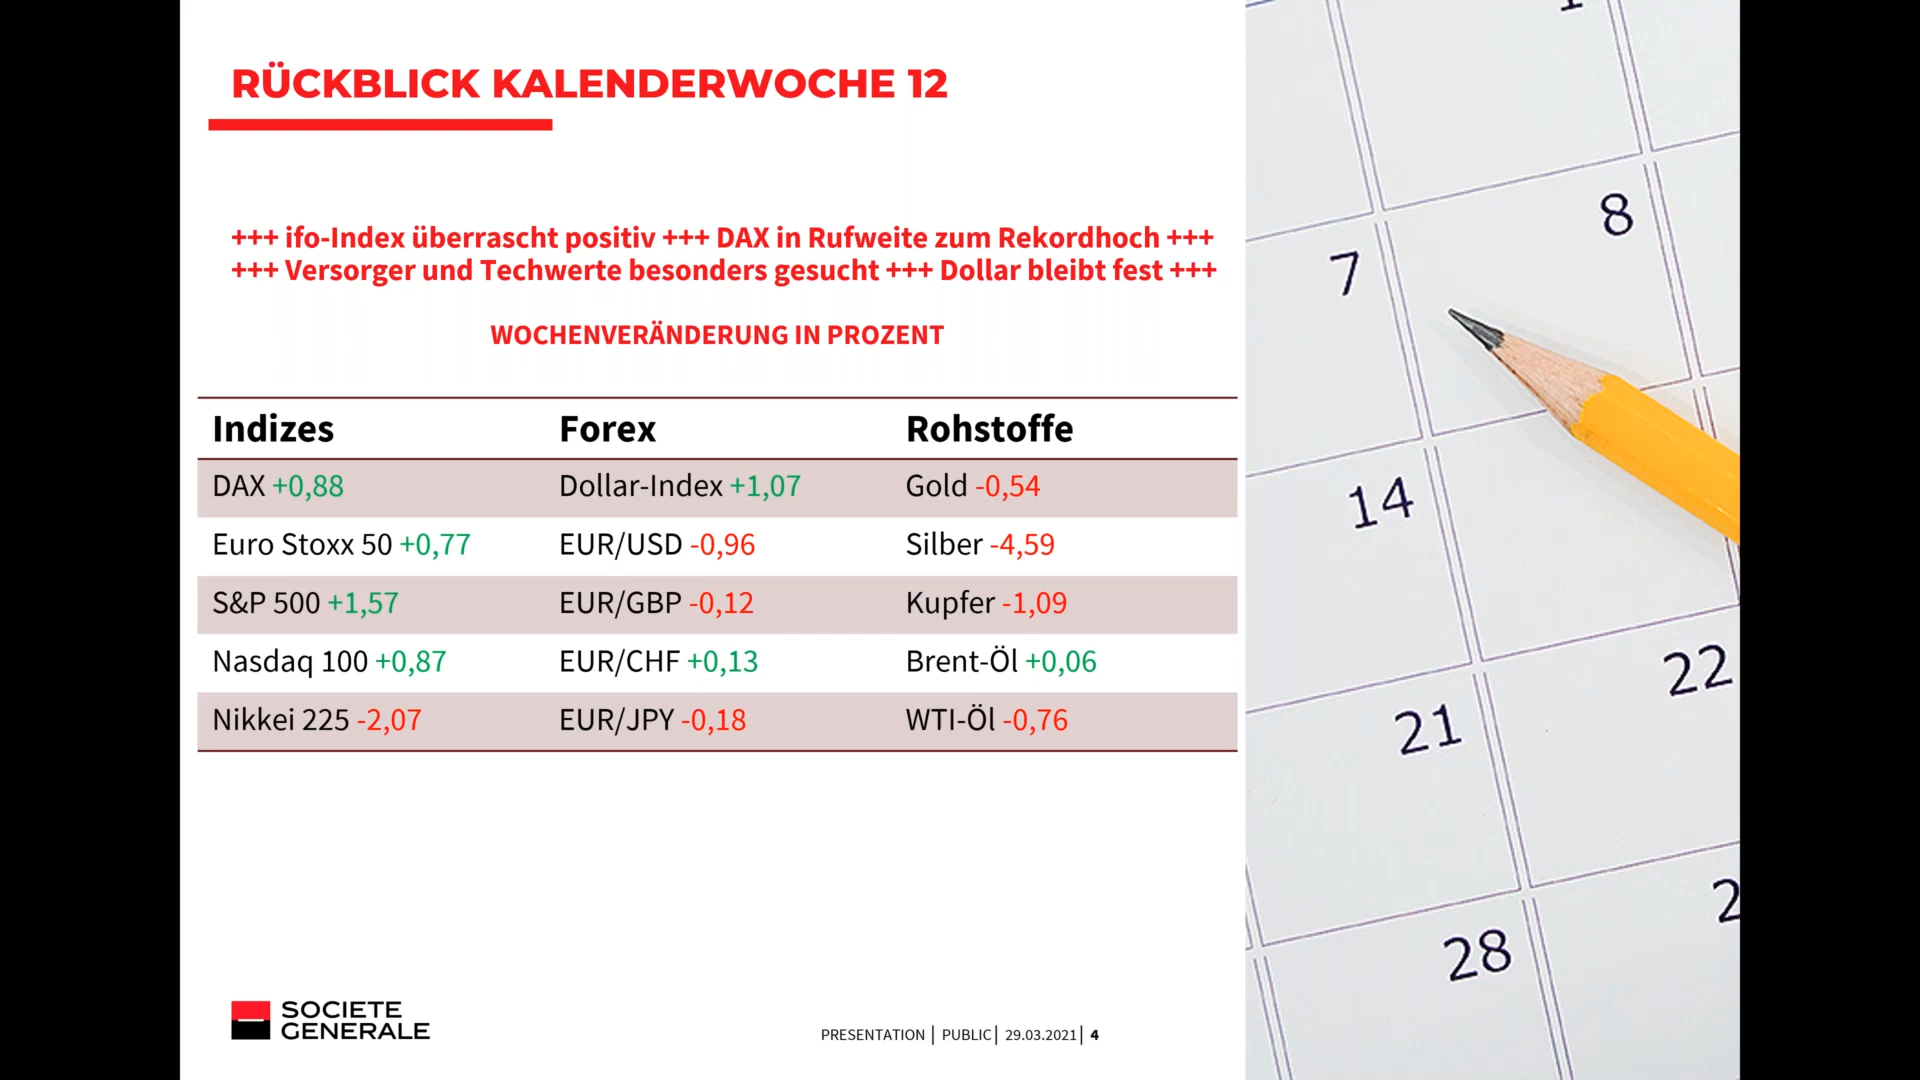 RÜCKBLICK KALENDERWOCHE 12
+++ ifo-Index überrascht positiv +++ DAX in Rufweite zum Rekordhoch +++
+++ Versorger und Techwerte besonders gesucht +++ Dollar bleibt fest +++
WOCHENVERÄNDERUNG IN PROZENT
Indizes Forex Rohstoffe
DAX +0,88 Dollar-Index +1,07 Gold -0,54
Euro Stoxx 50 +0,77 EUR/USD -0,96 Silber -4,59
S&P 500 +1,57 EUR/GBP -0,12 Kupfer -1,09
Nasdaq 100 +0,87 EUR/CHF +0,13 Brent-Öl +0,06
Nikkei 225 -2,07 EUR/JPY -0,18 WTI-Öl -0,76
SOCIETE
GENERALE
PRESENTATION | PUBLIC | 29.03.2021 | 4
7 8
14
21 22
28